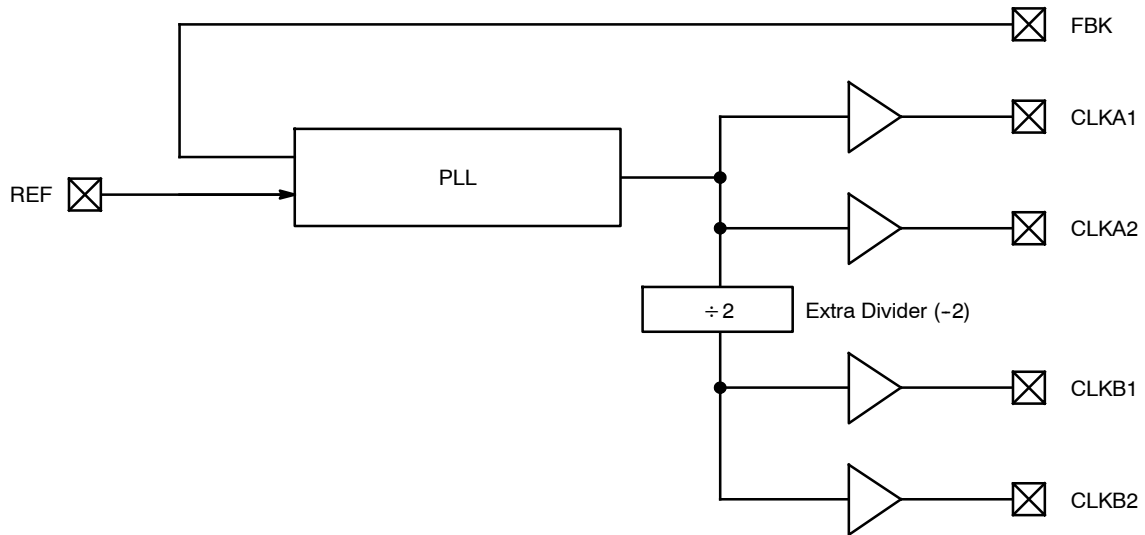 FBK
CLKA1
PLL
REF
CLKA2
÷2
Extra Divider (-2)
CLKB1
CLKB2